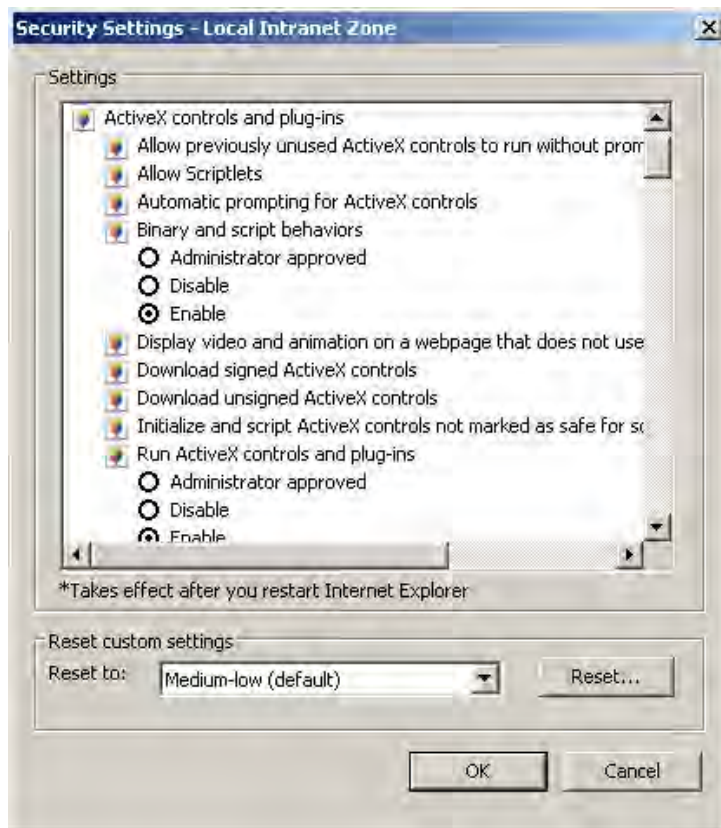 Security Settings - Local Intranet Zone
Settings
ActiveX controls and plug-ins
Allow previously unused ActiveX controls to run without prom
Allow Scriptlets
Automatic prompting for ActiveX controls
Binary and script behaviors
Administrator approved
Disable
Enable
Display video and animation on a webpage that does not use
Download signed ActiveX controls
Download unsigned ActiveX controls
Initialize and script ActiveX controls not marked as safe for sc
Run ActiveX controls and plug-ins
Administrator approved
Disable
Enable
*Takes effect after you restart Internet Explorer
Reset custom settings
Reset to: Medium-low (default) Reset...
OK Cancel